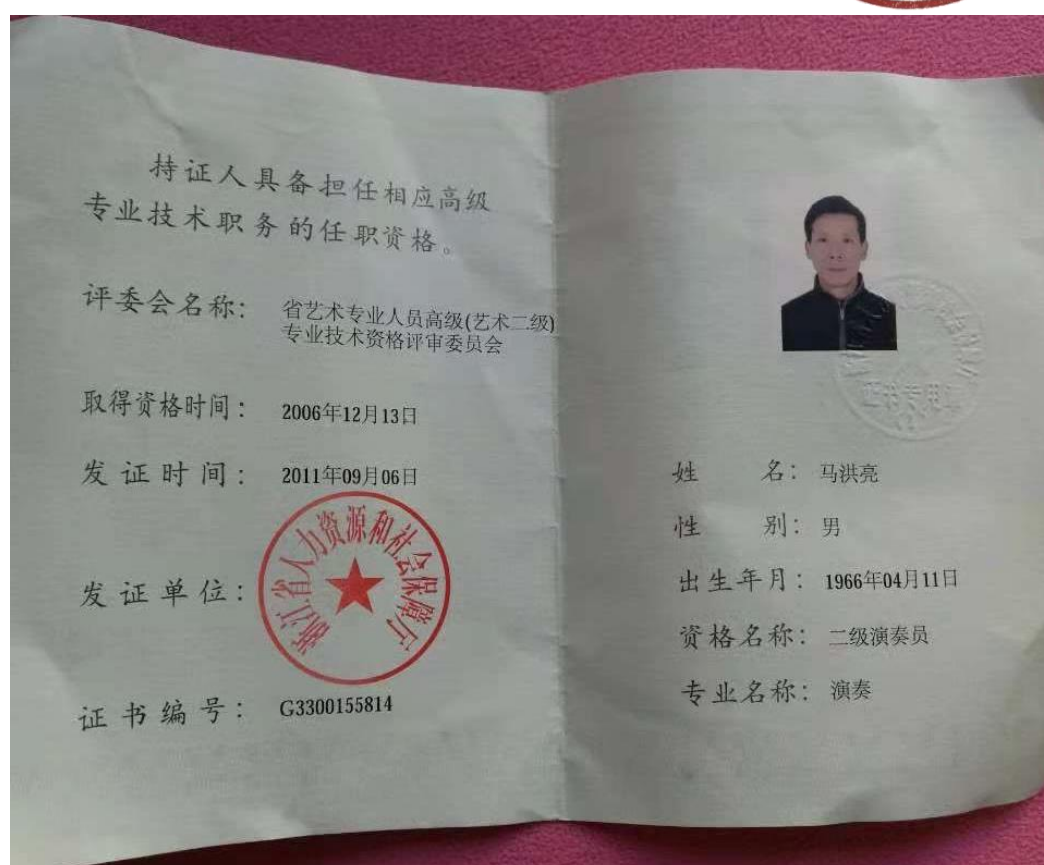 持证人具备担任相应高级
专业技术职务的任职资格。
评委会名称: 省艺术专业人员高级(艺术二级)
专业技术资格评审委员会
取得资格时间: 2006年12月13日
发证时间: 2011年09月06日
发证单位:
浙江省人力资源和社会保障厅
证书编号: G3300155814
证书专用
姓名: 马洪亮
性别: 男
出生年月: 1966年04月11日
资格名称: 二级演奏员
专业名称: 演奏